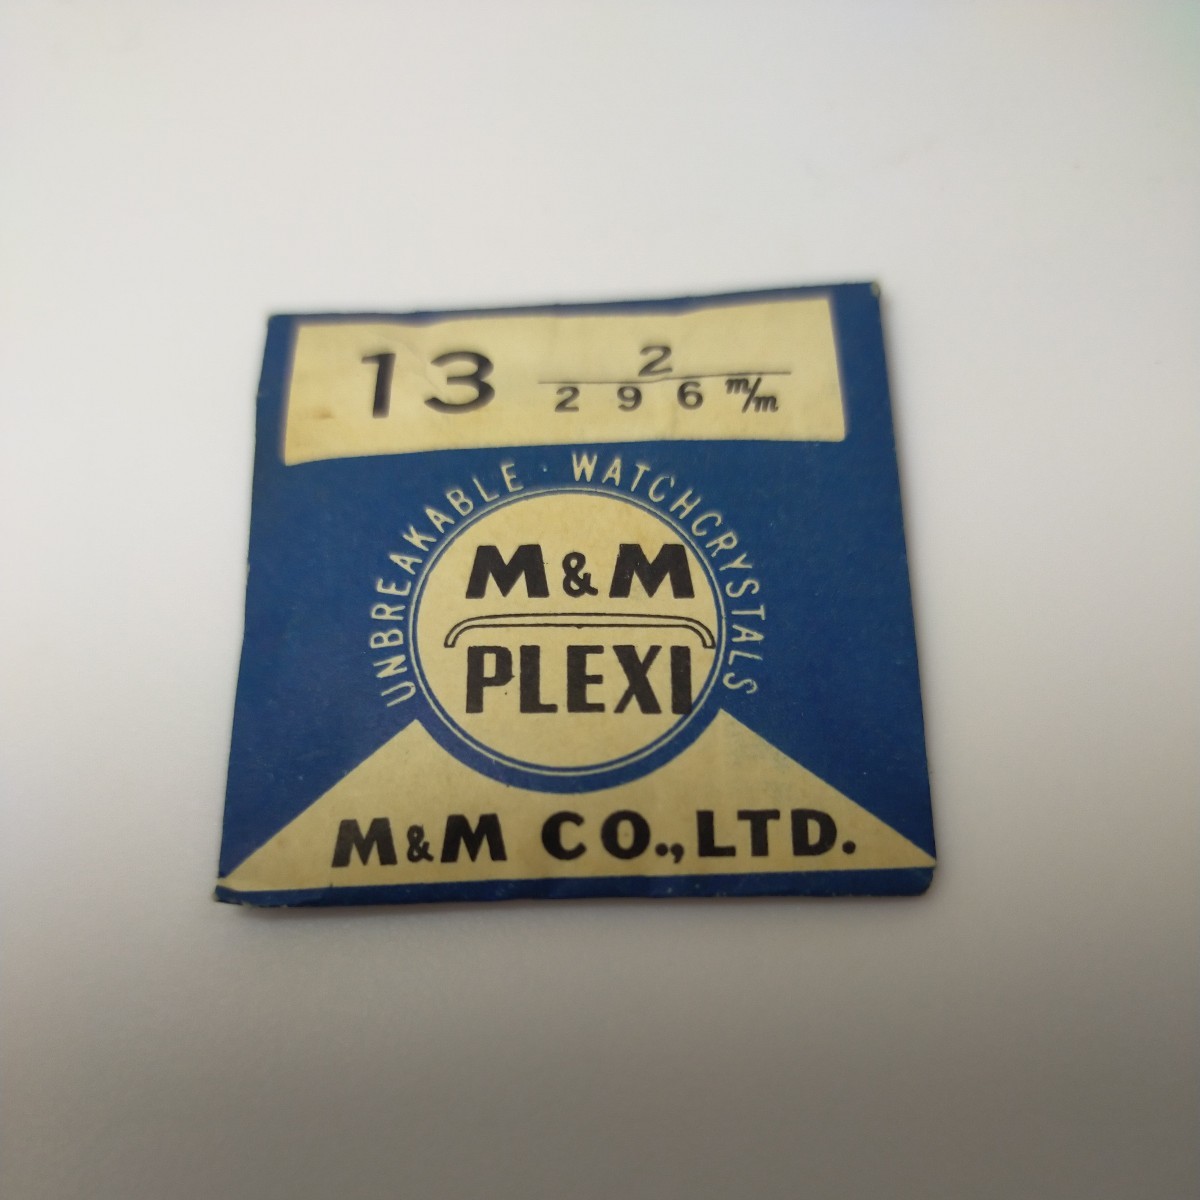 13 2
296 m/m
UNBREAKABLE · WATCHCRYSTALS
M&M
PLEXI
M&M CO.,LTD.